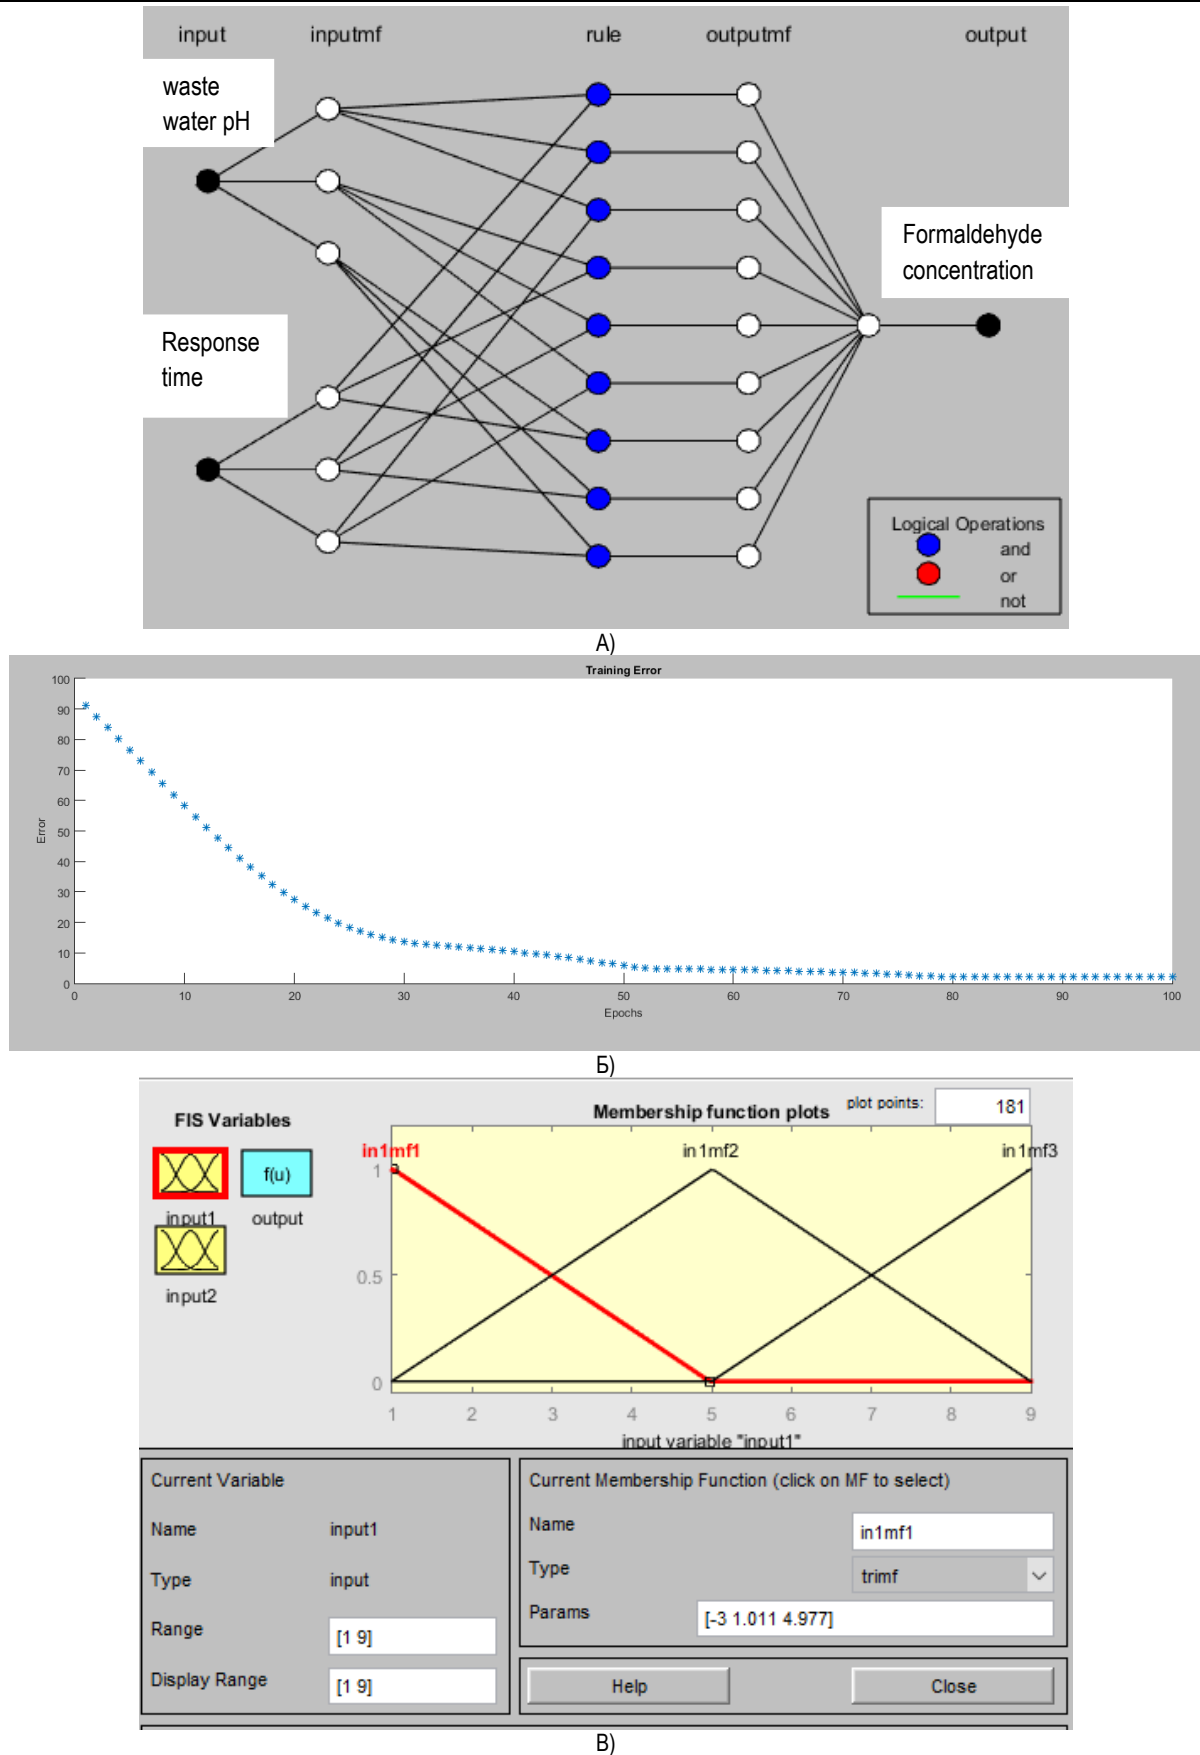 input inputmf rule outputmf output
waste
water pH
Formaldehyde
concentration
Response
time
Logical Operations
and
or
not
А)
Training Error
100
90
80
70
60
50
40
30
20
10
0
Error
0 10 20 30 40 50 60 70 80 90 100
Epochs
Б)
FIS Variables
Membership function plots
plot points: 181
f(u)
input1 output
input2
in1mf1 in1mf2 in1mf3
1
0.5
0
1 2 3 4 5 6 7 8 9
input variable "input1"
Current Variable
Name input1
Type input
Range [1 9]
Display Range [1 9]
Current Membership Function (click on MF to select)
Name in1mf1
Type trimf
Params [-3 1.011 4.977]
Help Close
В)